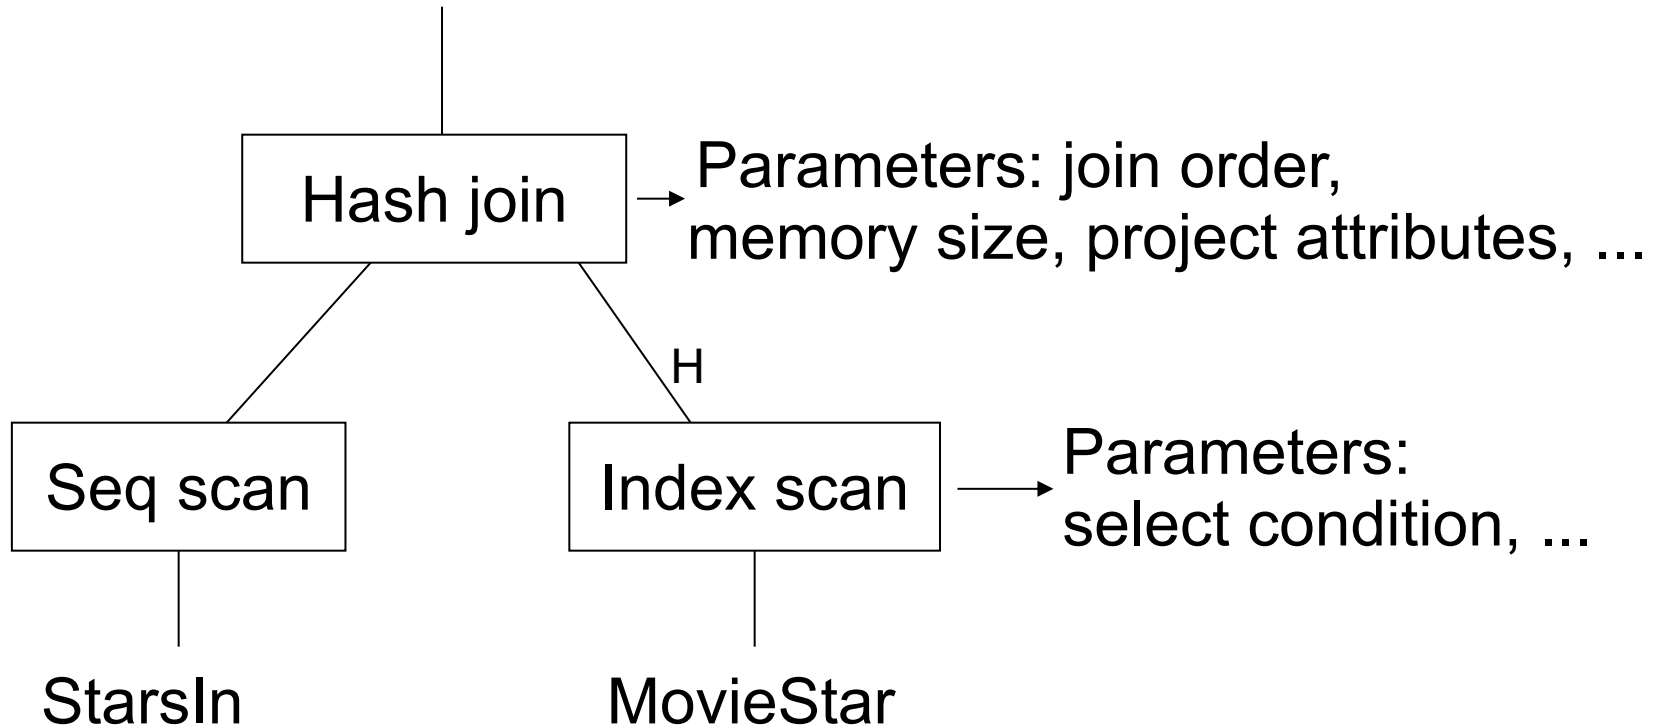 Hash join
Parameters: join order,
memory size, project attributes, ...
H
Seq scan
Index scan
Parameters:
select condition, ...
StarsIn
MovieStar